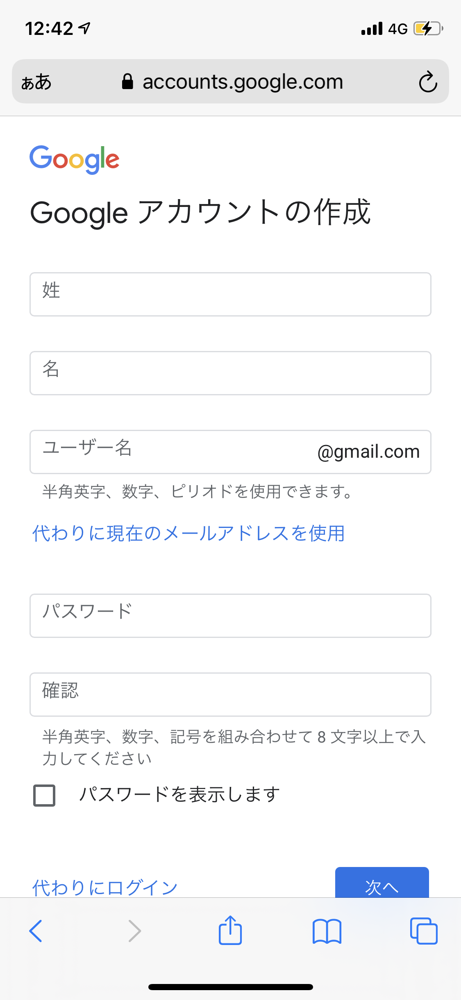 12:42
4G
ぁあ
accounts.google.com
Google
Google アカウントの作成
姓
名
ユーザー名
@gmail.com
半角英字、数字、ピリオドを使用できます。
代わりに現在のメールアドレスを使用
パスワード
確認
半角英字、数字、記号を組み合わせて 8 文字以上で入
力してください
パスワードを表示します
代わりにログイン
次へ